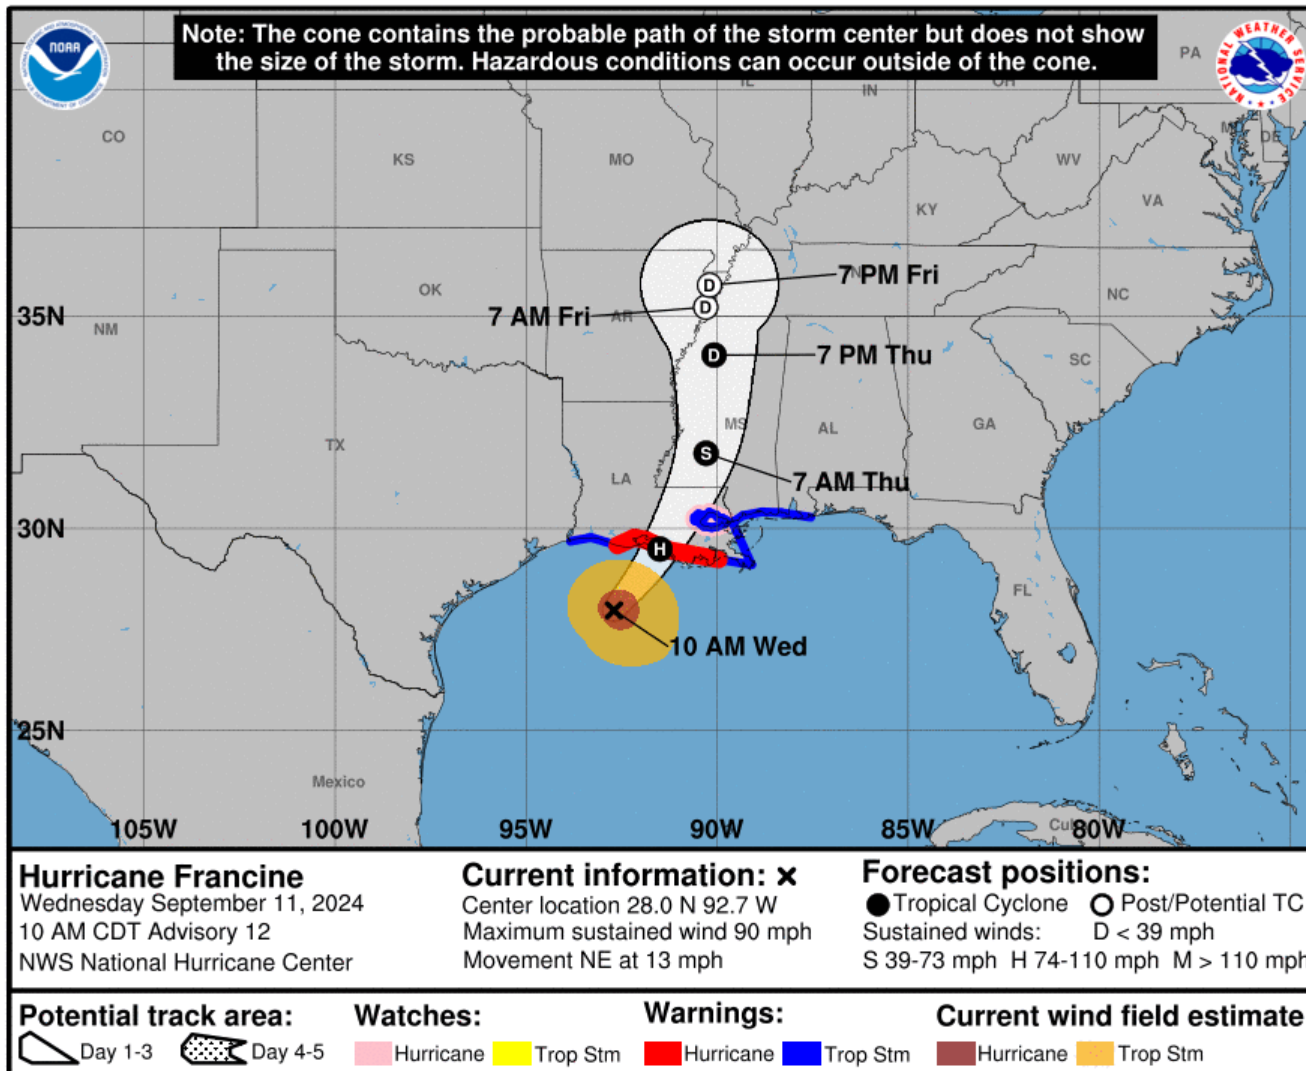 Note: The cone contains the probable path of the storm center but does not show
the size of the storm. Hazardous conditions can occur outside of the cone.
NOAA
NATIONAL WEATHER SERVICE
PA
IL
IN
OH
CO
KS
MO
WV
MD
DE
VA
KY
7 PM Fri
OK
NC
7 AM Fri
AR
35N
NM
7 PM Thu
SC
TX
MS
AL
GA
LA
7 AM Thu
30N
FL
10 AM Wed
25N
Mexico
105W
100W
95W
90W
85W
80W
D
D
D
S
H
Hurricane Francine
Wednesday September 11, 2024
10 AM CDT Advisory 12
NWS National Hurricane Center
Current information: ×
Center location 28.0 N 92.7 W
Maximum sustained wind 90 mph
Movement NE at 13 mph
Forecast positions:
Tropical Cyclone Post/Potential TC
Sustained winds: D < 39 mph
S 39-73 mph H 74-110 mph M > 110 mph
Potential track area:
Day 1-3 Day 4-5
Watches:
Hurricane Trop Stm
Warnings:
Hurricane Trop Stm
Current wind field estimate
Hurricane Trop Stm